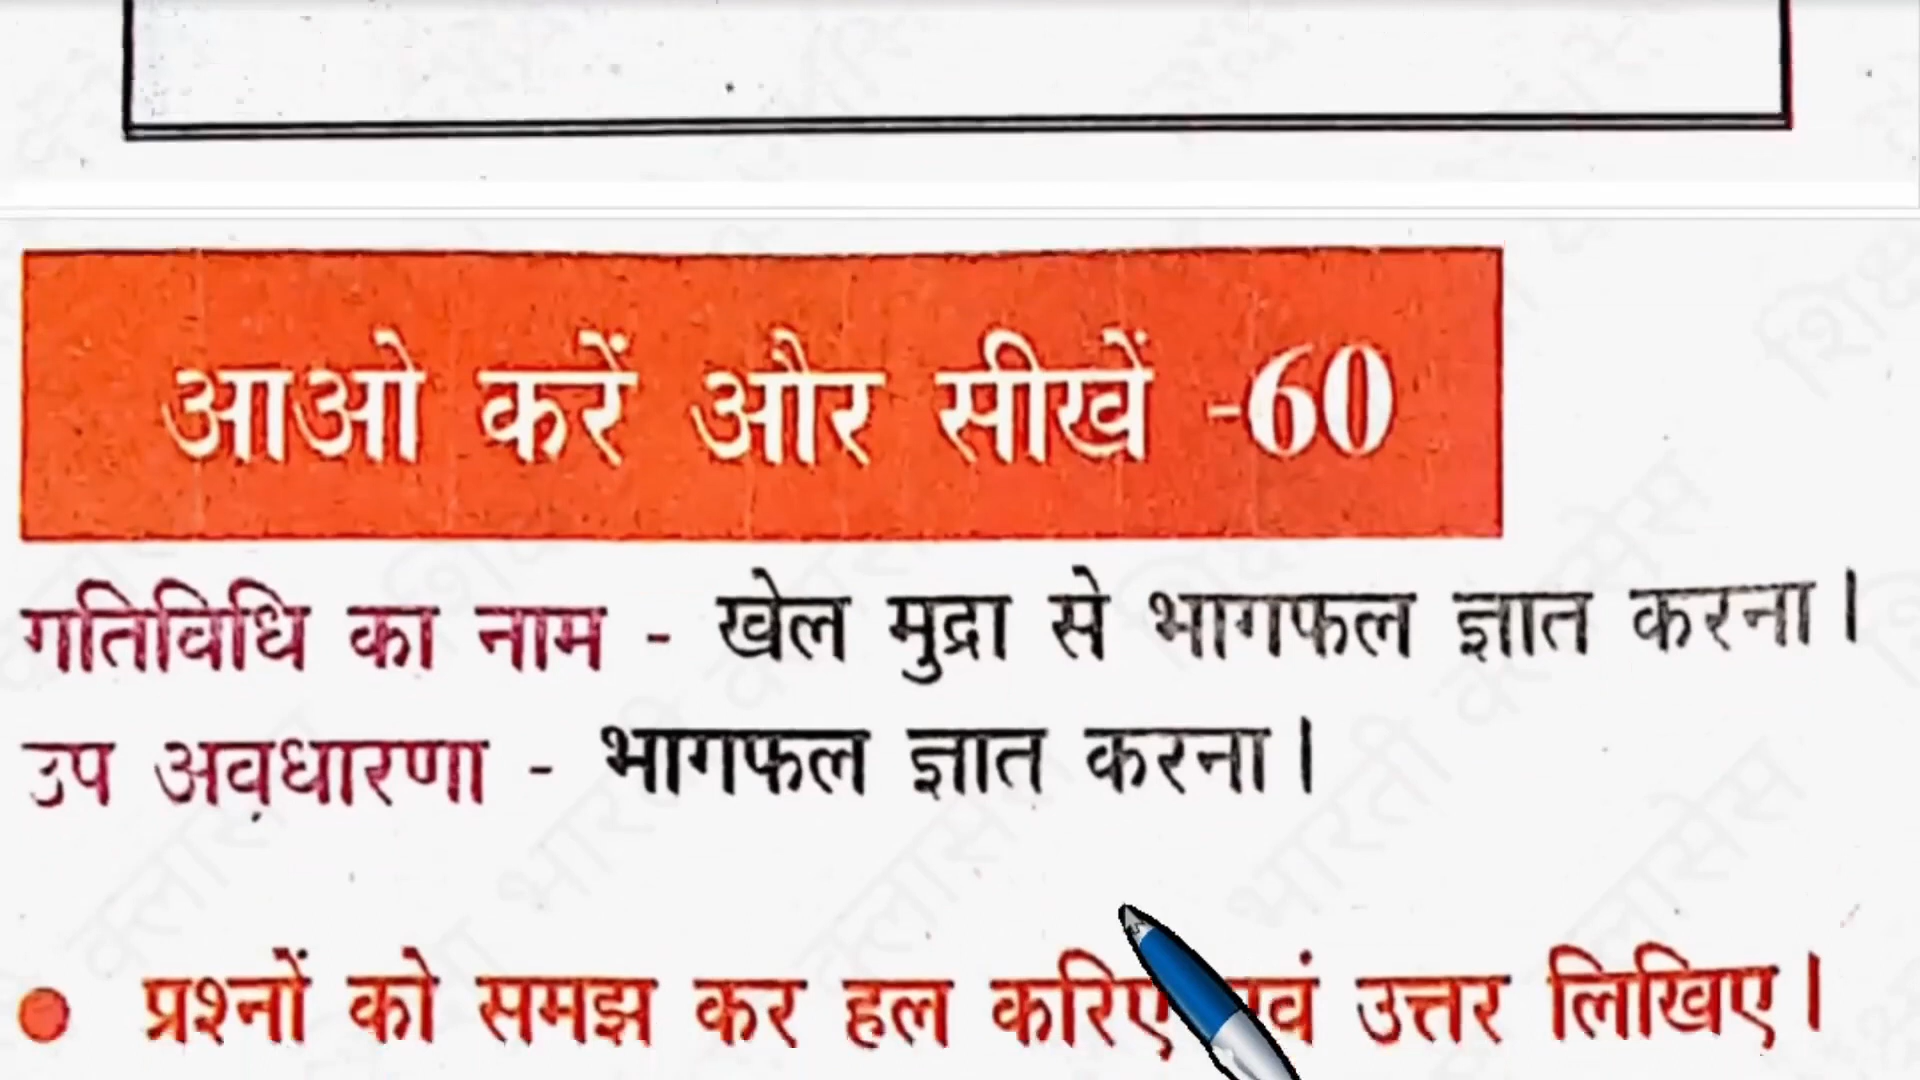 आओ करें और सीखें -60
गतिविधि का नाम - खेल मुद्रा से भागफल ज्ञात करना।
उप अवधारणा - भागफल ज्ञात करना।
प्रश्नों को समझ कर हल करिए एवं उत्तर लिखिए।